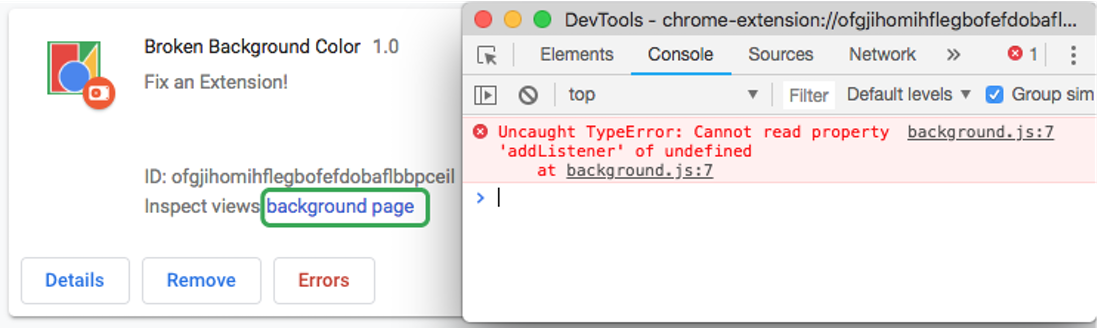 Broken Background Color 1.0
Fix an Extension!
ID: ofgjihomihflegbofefdobaflbbpceil
Inspect views background page
Details Remove Errors
DevTools - chrome-extension://ofgjihomihflegbofefdobafl...
Elements Console Sources Network » 1
top Filter Default levels ▼ Group sim
Uncaught TypeError: Cannot read property background.js:7
'addListener' of undefined
at background.js:7
>